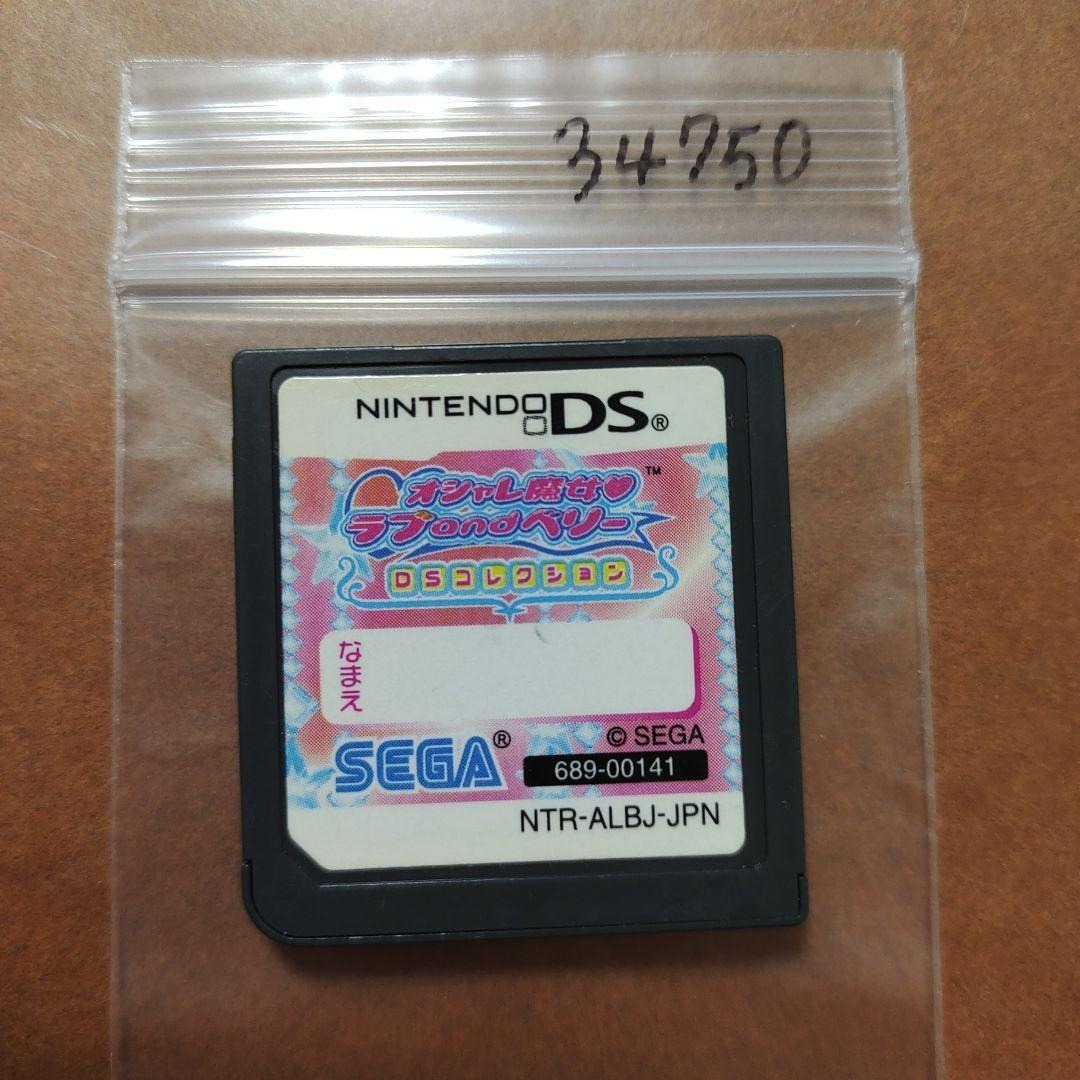 34750
NINTENDO DS®
オシャレ魔女♥™
ラブandベリー
DSコレクション
なまえ
SEGA®
© SEGA
689-00141
NTR-ALBJ-JPN